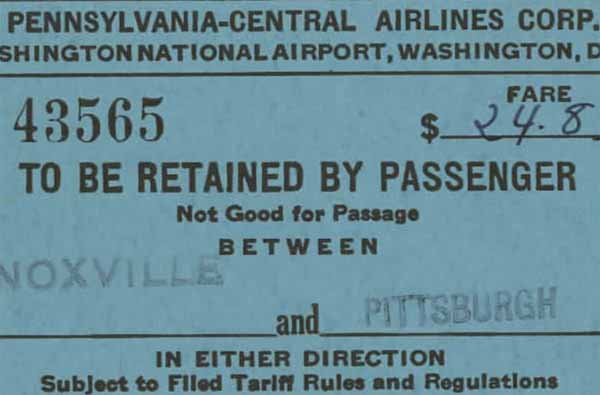 PENNSYLVANIA-CENTRAL AIRLINES CORP.
SHINGTON NATIONAL AIRPORT, WASHINGTON, D
43565
FARE
$ 24.8
TO BE RETAINED BY PASSENGER
Not Good for Passage
BETWEEN
NOXVILLE
and PITTSBURGH
IN EITHER DIRECTION
Subject to Filed Tariff Rules and Regulations